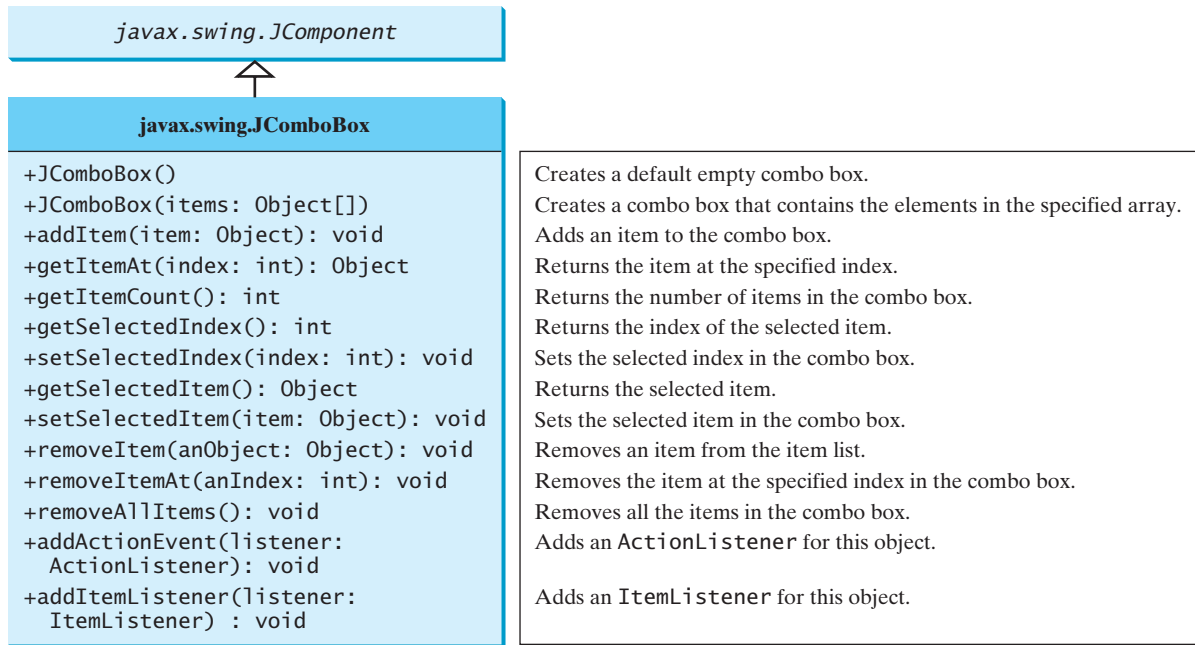 javax.swing.JComponent
javax.swing.JComboBox
+JComboBox()
Creates a default empty combo box.
+JComboBox(items: Object[])
Creates a combo box that contains the elements in the specified array.
+addItem(item: Object): void
Adds an item to the combo box.
+getItemAt(index: int): Object
Returns the item at the specified index.
+getItemCount(): int
Returns the number of items in the combo box.
+getSelectedIndex(): int
Returns the index of the selected item.
+setSelectedIndex(index: int): void
Sets the selected index in the combo box.
+getSelectedItem(): Object
Returns the selected item.
+setSelectedItem(item: Object): void
Sets the selected item in the combo box.
+removeItem(anObject: Object): void
Removes an item from the item list.
+removeItemAt(anIndex: int): void
Removes the item at the specified index in the combo box.
+removeAllItems(): void
Removes all the items in the combo box.
+addActionEvent(listener:
ActionListener): void
Adds an ActionListener for this object.
+addItemListener(listener:
ItemListener) : void
Adds an ItemListener for this object.